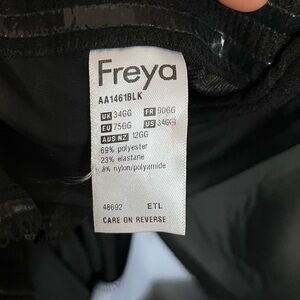 Freya
AA1461BLK
UK 34GG FR 90GG
EU 75GG US
AUS NZ 12GG
69% polyester
23% elastane
8% nylon/polyamide
48692 ETL
CARE ON REVERSE